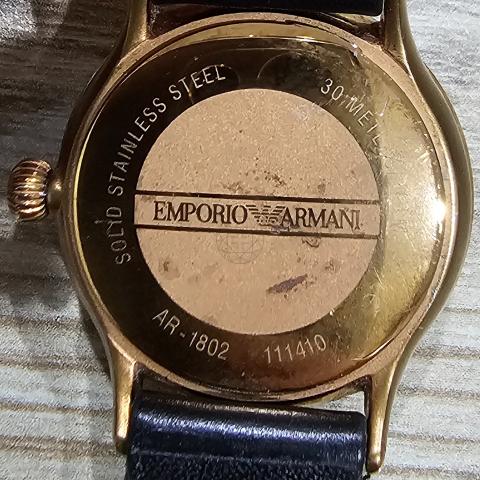 SOLID STAINLESS STEEL
30 METE
EMPORIO ARMANI
AR-1802 111410